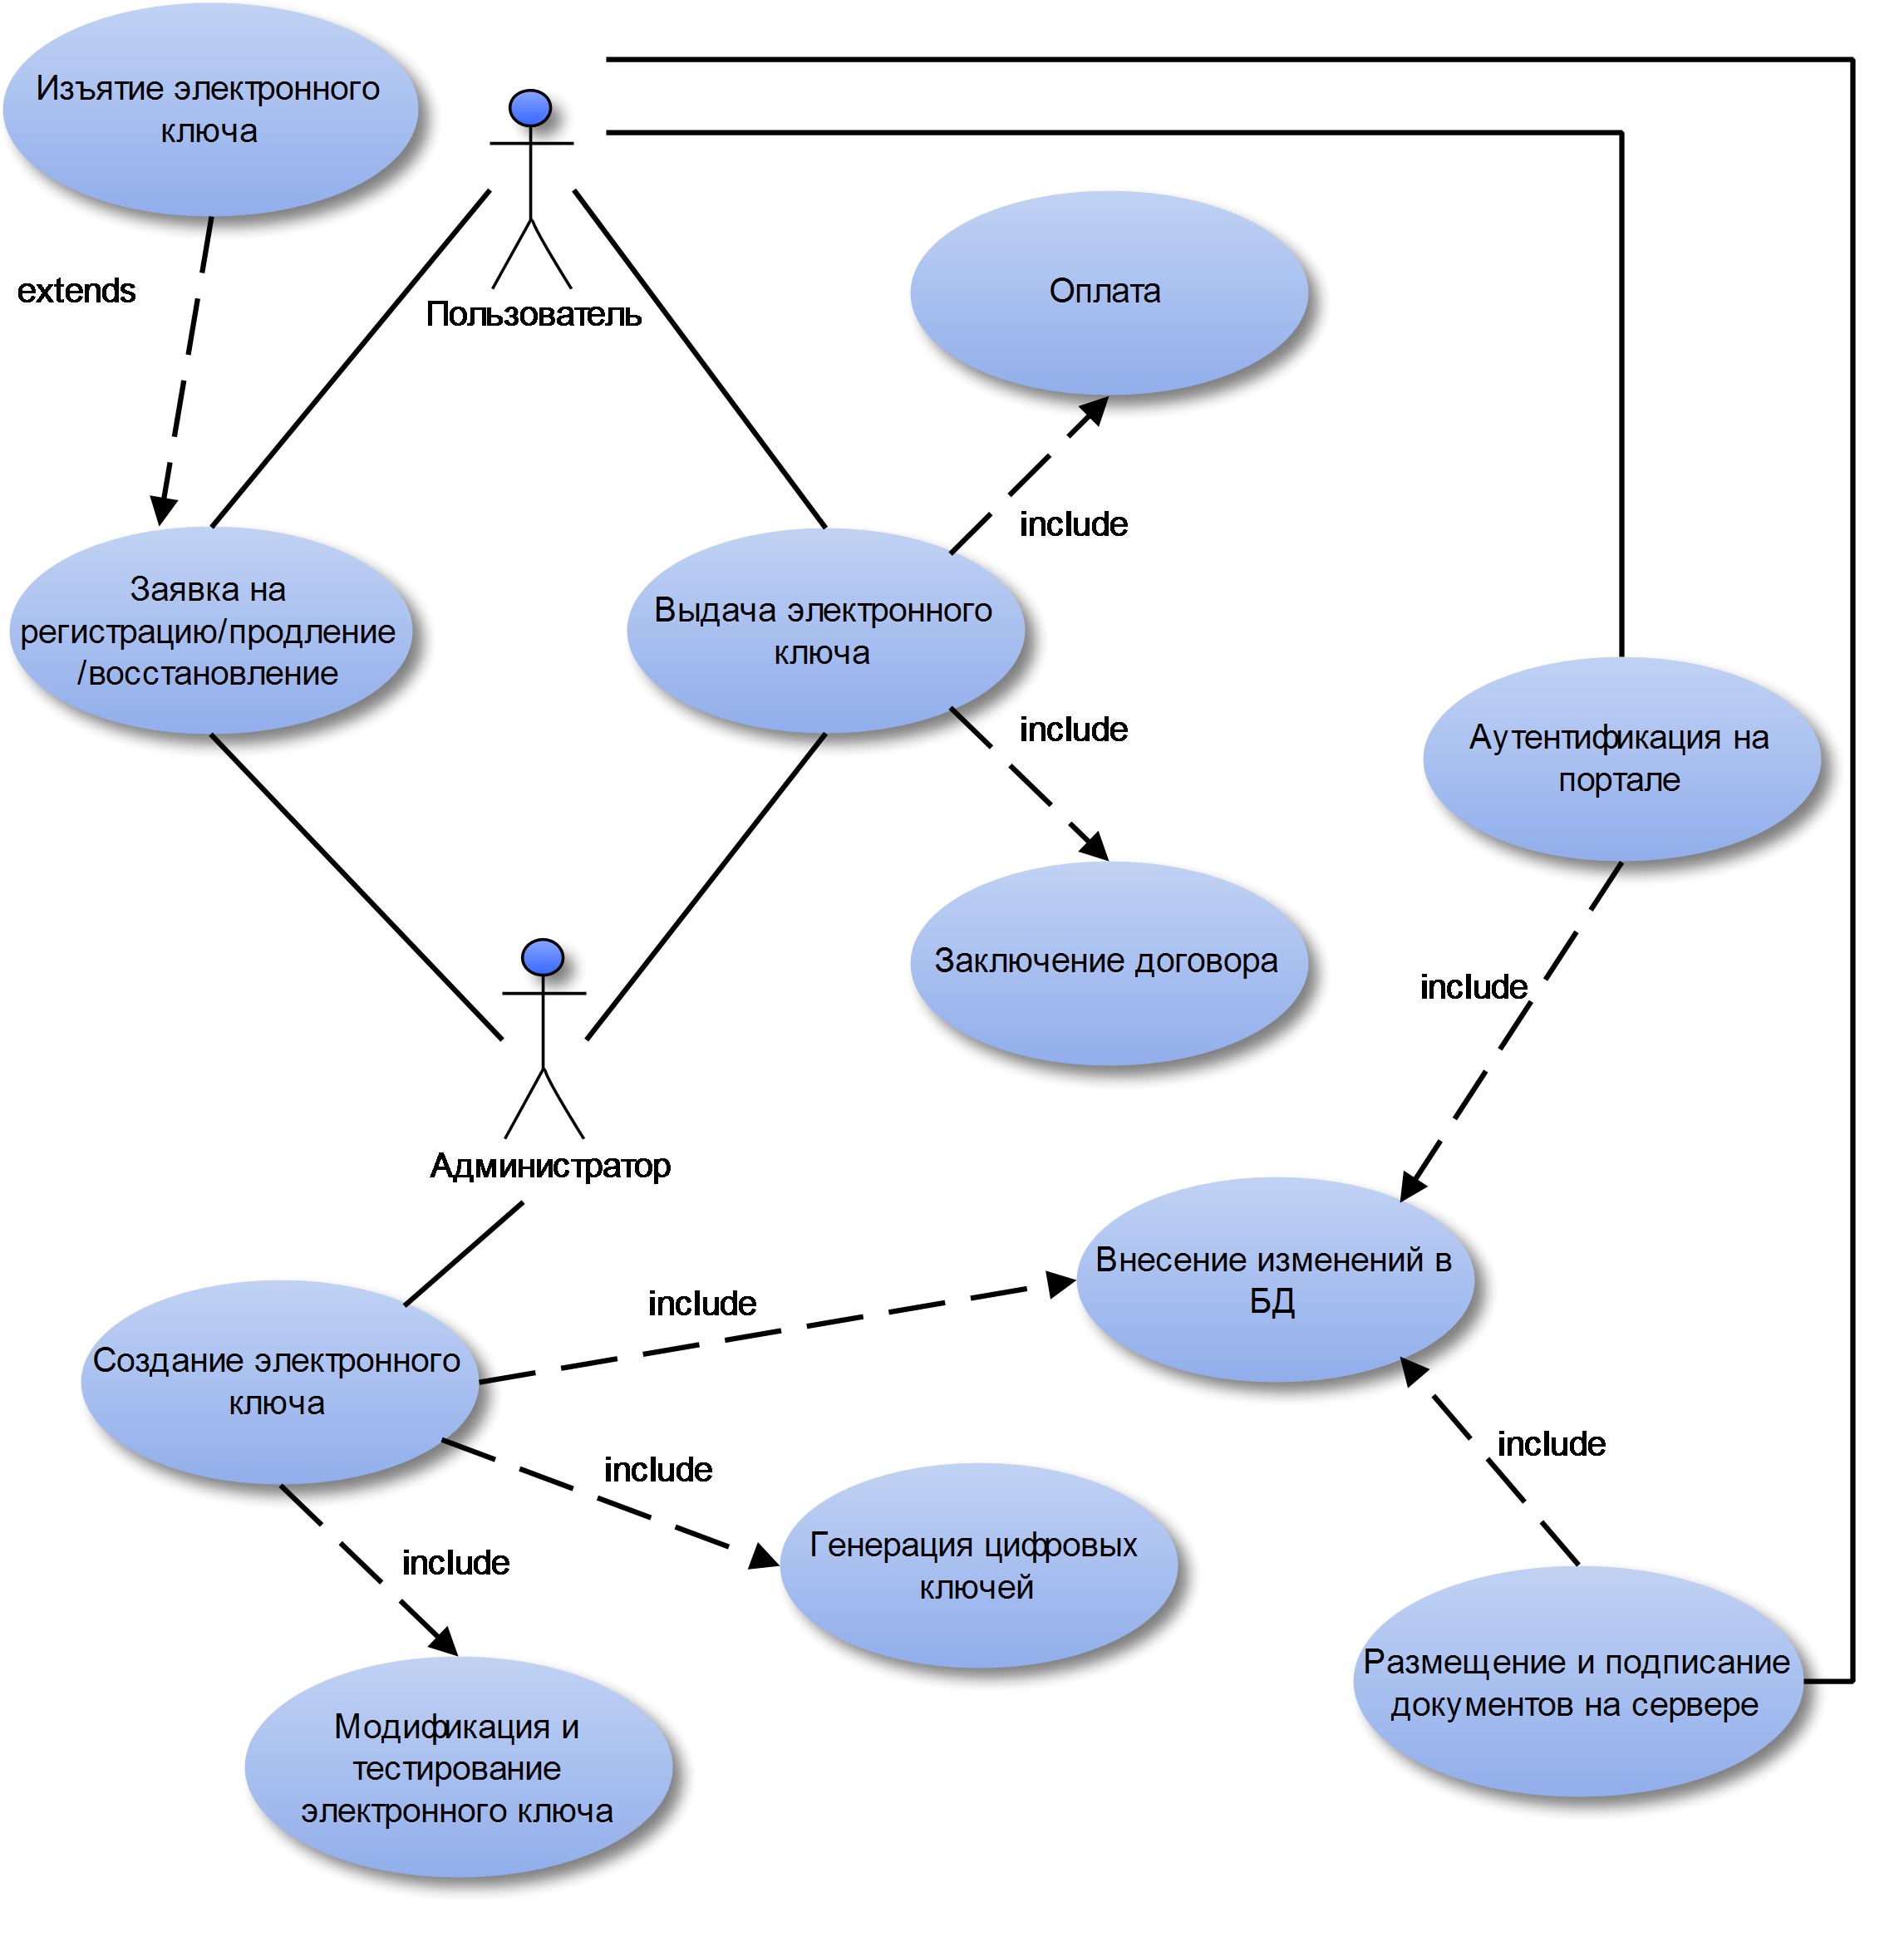 Изъятие электронного
ключа
extends
Пользователь
Оплата
include
Заявка на
регистрацию/продление
/восстановление
Выдача электронного
ключа
include
Аутентификация на
портале
Заключение договора
include
Администратор
Внесение изменений в
БД
include
Создание электронного
ключа
include
include
Генерация цифровых
ключей
include
Размещение и подписание
документов на сервере
Модификация и
тестирование
электронного ключа